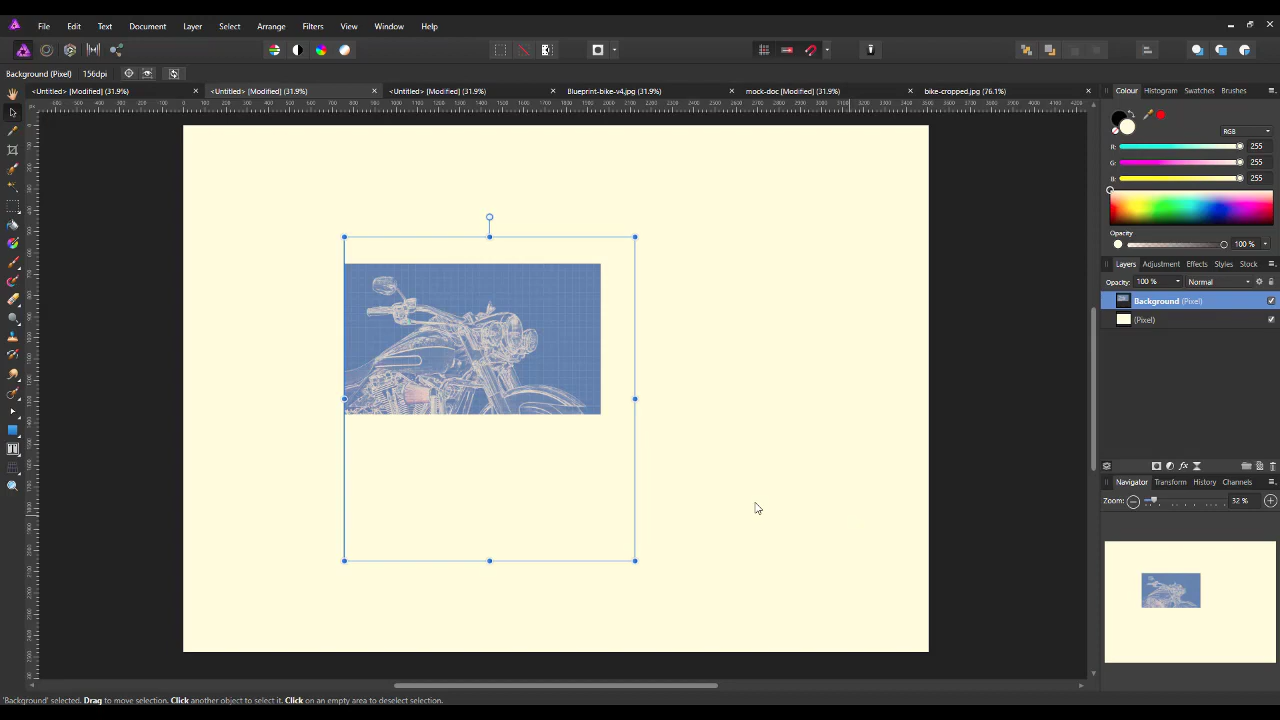 File Edit Text Document Layer Select Arrange Filters View Window Help
Background (Pixel) 156dpi
<Untitled> [Modified] (31.9%) <Untitled> [Modified] (31.9%) <Untitled> [Modified] (31.9%) Blueprint-bike-v4.jpg (31.9%) mock-doc [Modified] (31.9%) bike-cropped.jpg (76.1%)
Colour Histogram Swatches Brushes
RGB
R: 255
G: 255
B: 255
Opacity
100 %
Layers Adjustment Effects Styles Stock
Opacity: 100 % Normal
Background (Pixel)
(Pixel)
Navigator Transform History Channels
Zoom: 32 %
'Background' selected. Drag to move selection. Click another object to select it. Click on an empty area to deselect selection.